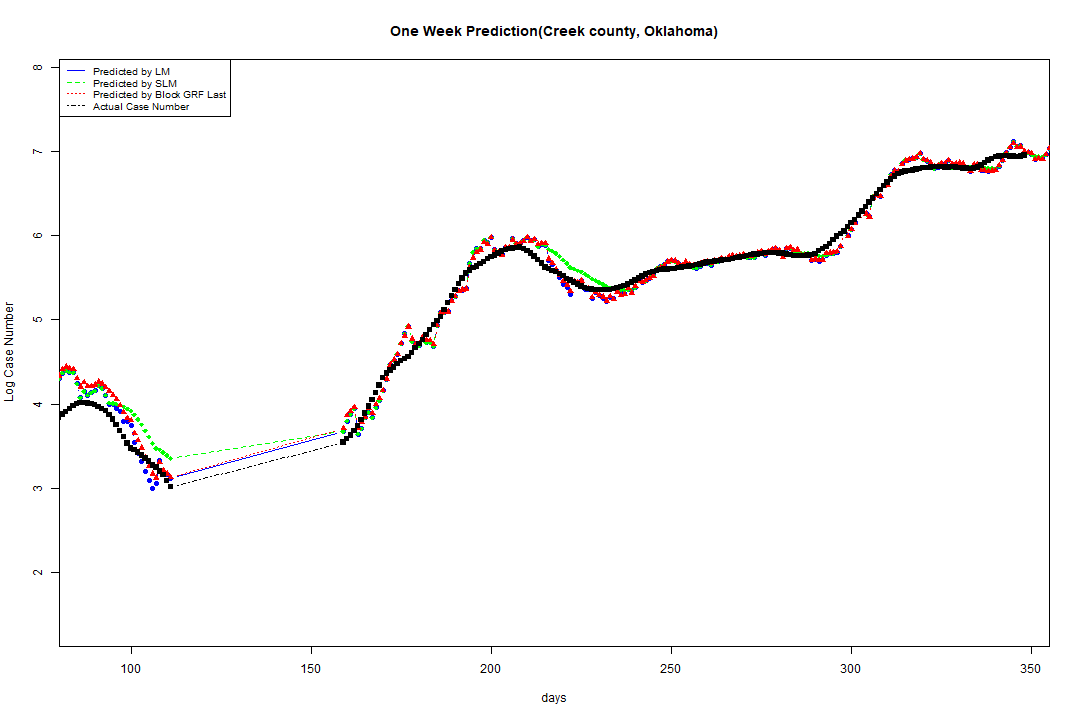 One Week Prediction(Creek county, Oklahoma)
8
Predicted by LM
Predicted by SLM
Predicted by Block GRF Last
Actual Case Number
7
6
5
4
3
2
Log Case Number
100 150 200 250 300 350
days